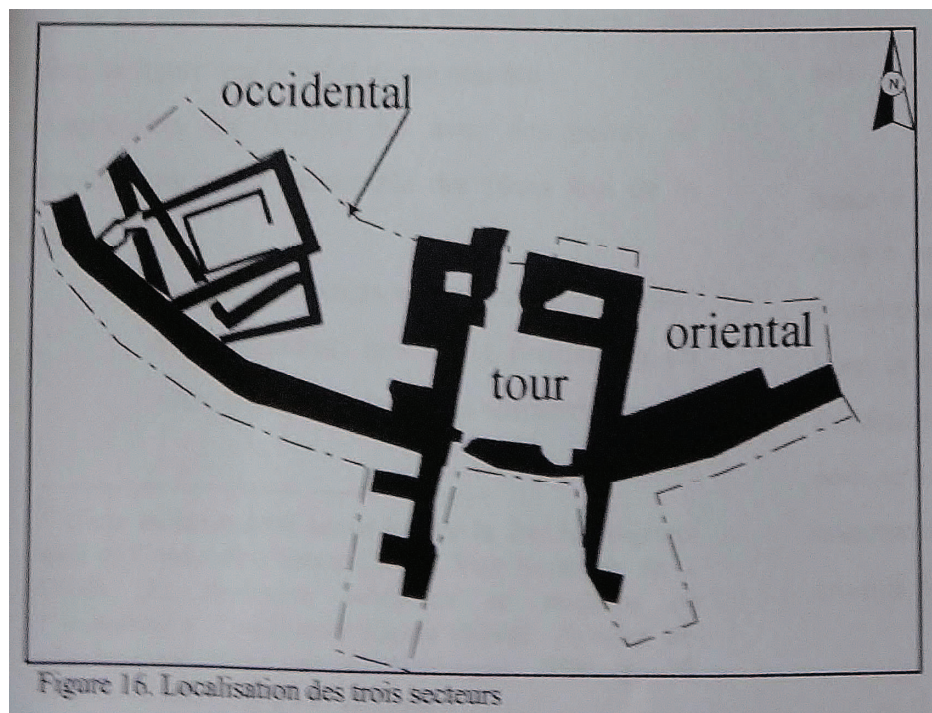 occidental
N
oriental
tour
Figure 16. Localisation des trois secteurs